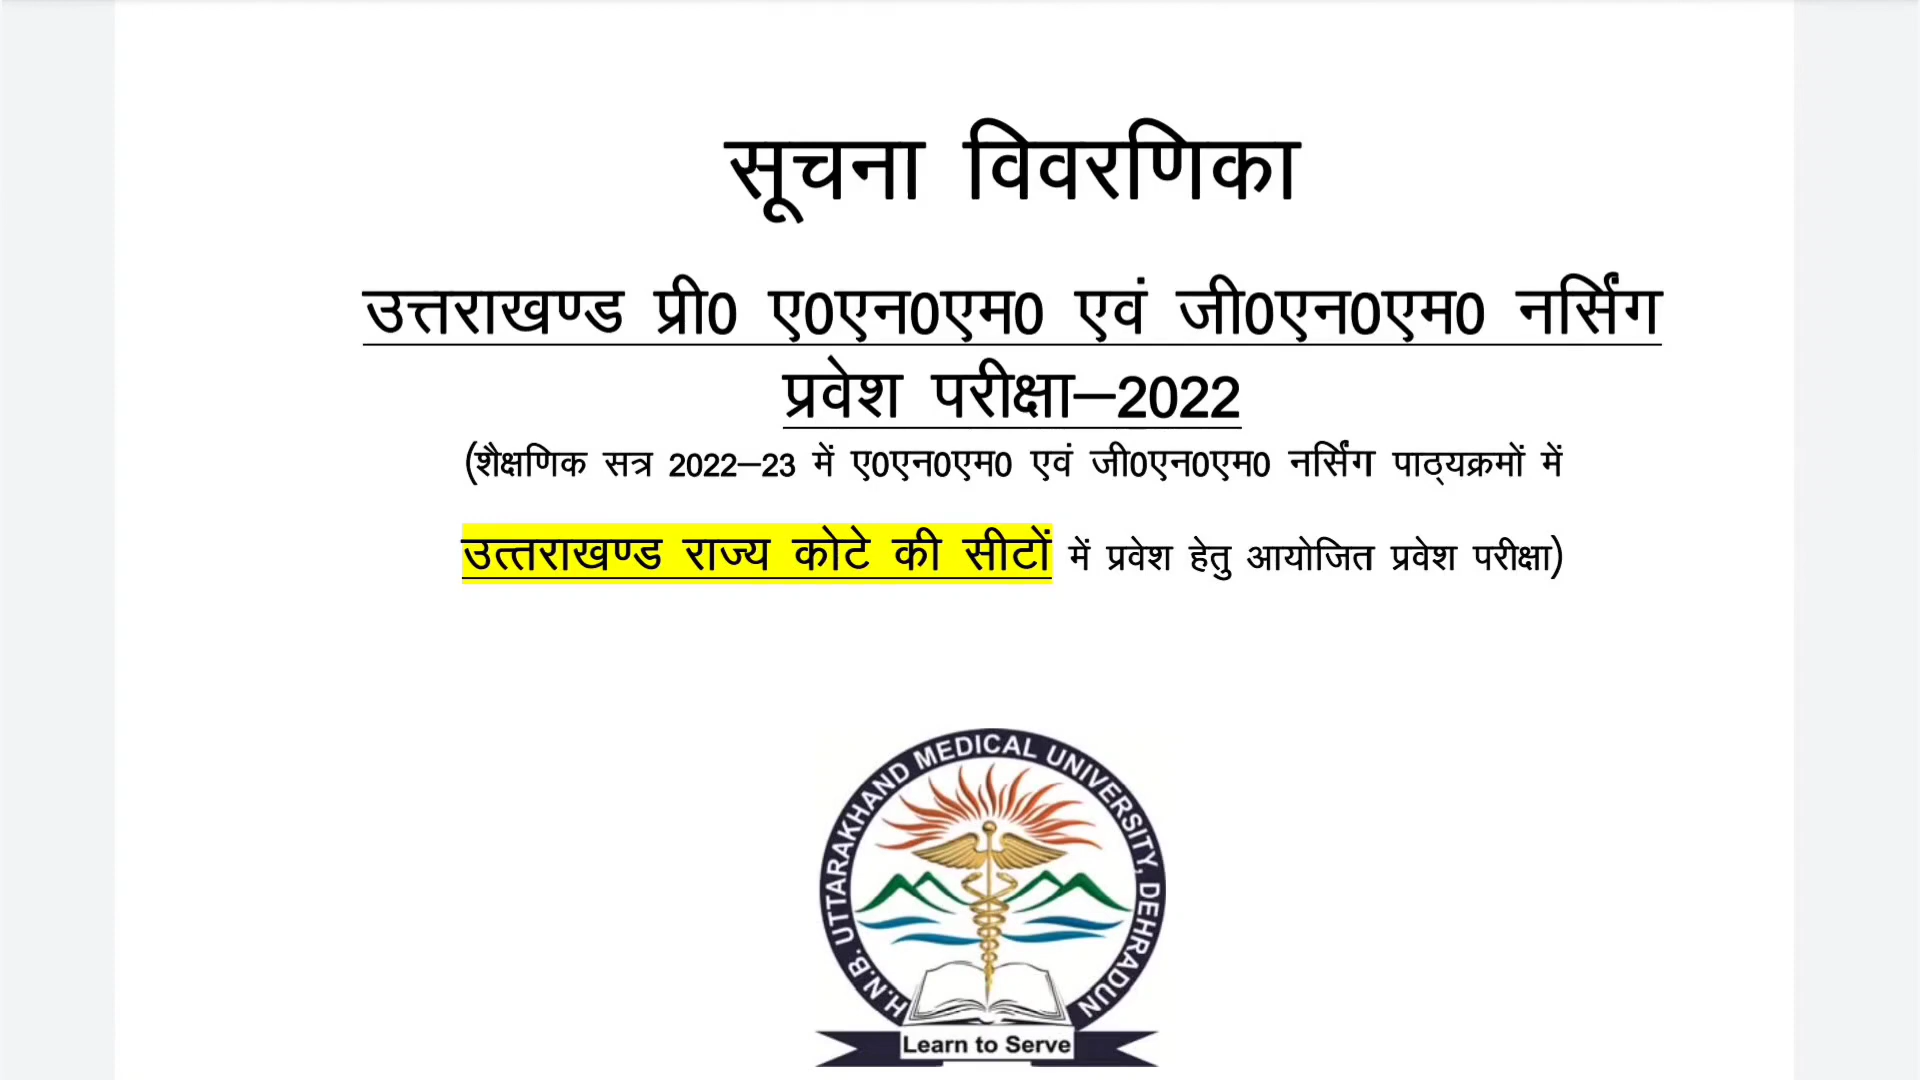 सूचना विवरणिका
उत्तराखण्ड प्री0 ए0एन0एम0 एवं जी0एन0एम0 नर्सिंग
प्रवेश परीक्षा–2022
(शैक्षणिक सत्र 2022–23 में ए0एन0एम0 एवं जी0एन0एम0 नर्सिंग पाठ्यक्रमों में
उत्तराखण्ड राज्य कोटे की सीटों में प्रवेश हेतु आयोजित प्रवेश परीक्षा)
H.N.B. UTTARAKHAND MEDICAL UNIVERSITY, DEHRADUN
Learn to Serve